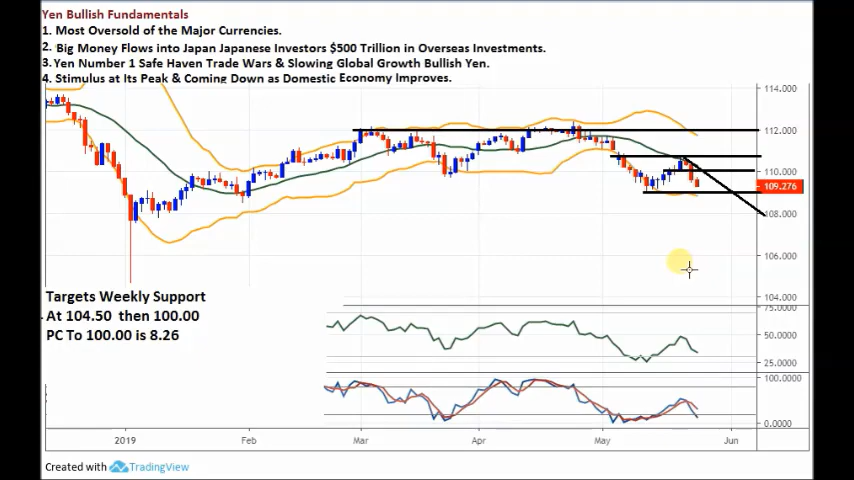 Yen Bullish Fundamentals
1. Most Oversold of the Major Currencies.
2. Big Money Flows into Japan Japanese Investors $500 Trillion in Overseas Investments.
3. Yen Number 1 Safe Haven Trade Wars & Slowing Global Growth Bullish Yen.
4. Stimulus at Its Peak & Coming Down as Domestic Economy Improves.
114.000
112.000
110.000
109.276
108.000
106.000
104.000
Targets Weekly Support
At 104.50 then 100.00
PC To 100.00 is 8.26
75.0000
50.0000
25.0000
100.0000
0.0000
2019 Feb Mar Apr May Jun
Created with TradingView